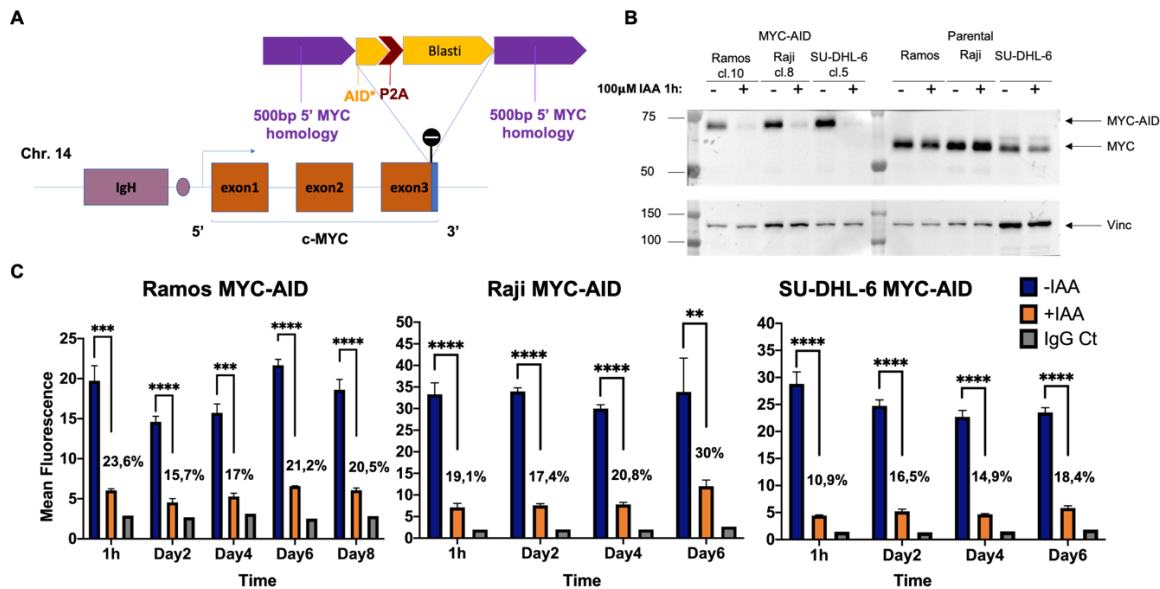 A
Blasti
AID*
P2A
500bp 5’ MYC
homology
500bp 5’ MYC
homology
Chr. 14
IgH
exon1
exon2
exon3
5’
3’
c-MYC
B
MYC-AID
Parental
Ramos
cl.10
Raji
cl.8
SU-DHL-6
cl.5
Ramos
Raji
SU-DHL-6
100μM IAA 1h:
- + - + - + - + - + - +
75
50
MYC-AID
MYC
150
100
Vinc
C
Ramos MYC-AID
Mean Fluorescence
25
20
15
10
5
0
***
****
***
****
****
23,6%
15,7%
17%
21,2%
20,5%
1h
Day2
Day4
Day6
Day8
Time
Raji MYC-AID
50
45
40
35
30
25
20
15
10
5
0
****
****
****
**
19,1%
17,4%
20,8%
30%
1h
Day2
Day4
Day6
Time
SU-DHL-6 MYC-AID
40
35
30
25
20
15
10
5
0
****
****
****
****
10,9%
16,5%
14,9%
18,4%
1h
Day2
Day4
Day6
Time
-IAA
+IAA
IgG Ct